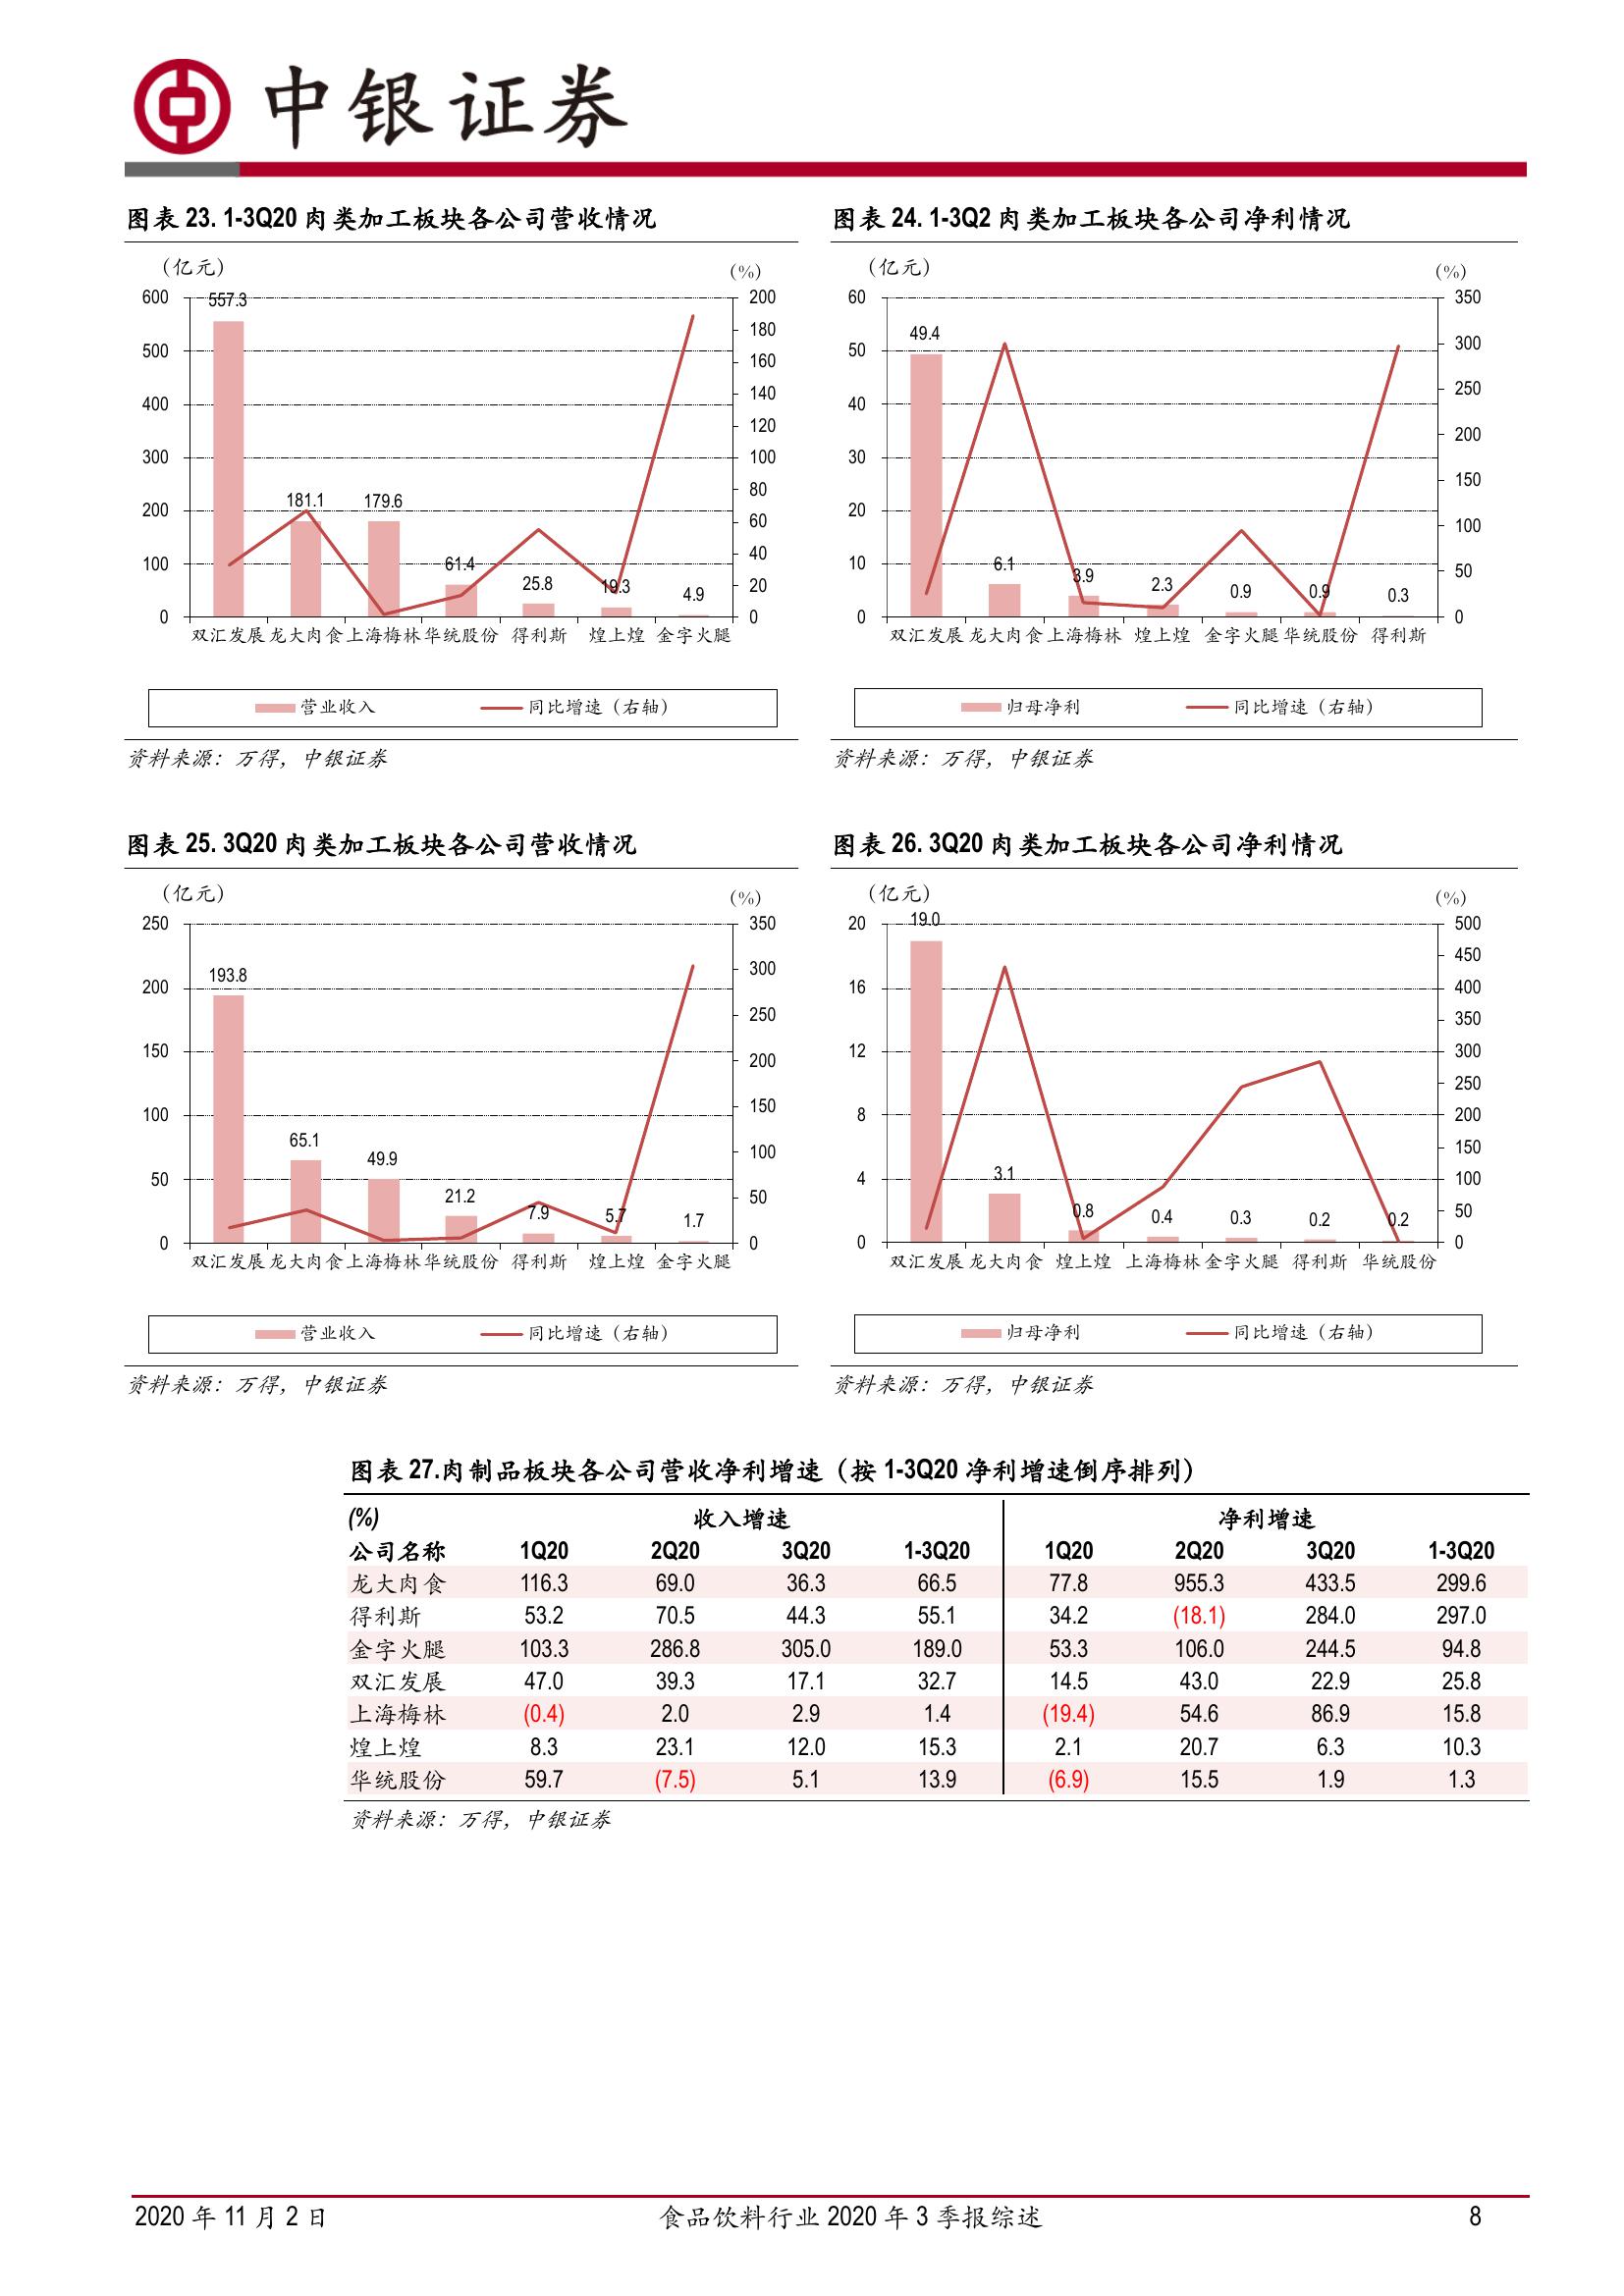 中银证券
图表 23. 1-3Q20 肉类加工板块各公司营收情况
(亿元) (%)
600 200
180
500 160
140
400 120
300 100
80
200 60
100 40
20
0 0
557.3 181.1 179.6 61.4 25.8 19.3 4.9
双汇发展 龙大肉食 上海梅林 华统股份 得利斯 煌上煌 金字火腿
营业收入 同比增速（右轴）
资料来源：万得，中银证券
图表 24. 1-3Q2 肉类加工板块各公司净利情况
(亿元) (%)
60 350
50 300
250
40 200
30 150
20 100
10 50
0 0
49.4 6.1 3.9 2.3 0.9 0.9 0.3
双汇发展 龙大肉食 上海梅林 煌上煌 金字火腿 华统股份 得利斯
归母净利 同比增速（右轴）
资料来源：万得，中银证券
图表 25. 3Q20 肉类加工板块各公司营收情况
(亿元) (%)
250 350
300
200 250
150 200
150
100 100
50 50
0 0
193.8 65.1 49.9 21.2 7.9 5.7 1.7
双汇发展 龙大肉食 上海梅林 华统股份 得利斯 煌上煌 金字火腿
营业收入 同比增速（右轴）
资料来源：万得，中银证券
图表 26. 3Q20 肉类加工板块各公司净利情况
(亿元) (%)
20 500
450
16 400
350
12 300
250
8 200
150
4 100
50
0 0
19.0 3.1 0.8 0.4 0.3 0.2 0.2
双汇发展 龙大肉食 煌上煌 上海梅林 金字火腿 得利斯 华统股份
归母净利 同比增速（右轴）
资料来源：万得，中银证券
图表 27.肉制品板块各公司营收净利增速（按 1-3Q20 净利增速倒序排列）
(%) 收入增速 净利增速
公司名称 1Q20 2Q20 3Q20 1-3Q20 1Q20 2Q20 3Q20 1-3Q20
龙大肉食 116.3 69.0 36.3 66.5 77.8 955.3 433.5 299.6
得利斯 53.2 70.5 44.3 55.1 34.2 (18.1) 284.0 297.0
金字火腿 103.3 286.8 305.0 189.0 53.3 106.0 244.5 94.8
双汇发展 47.0 39.3 17.1 32.7 14.5 43.0 22.9 25.8
上海梅林 (0.4) 2.0 2.9 1.4 (19.4) 54.6 86.9 15.8
煌上煌 8.3 23.1 12.0 15.3 2.1 20.7 6.3 10.3
华统股份 59.7 (7.5) 5.1 13.9 (6.9) 15.5 1.9 1.3
资料来源：万得，中银证券
2020 年 11 月 2 日 食品饮料行业 2020 年 3 季报综述 8